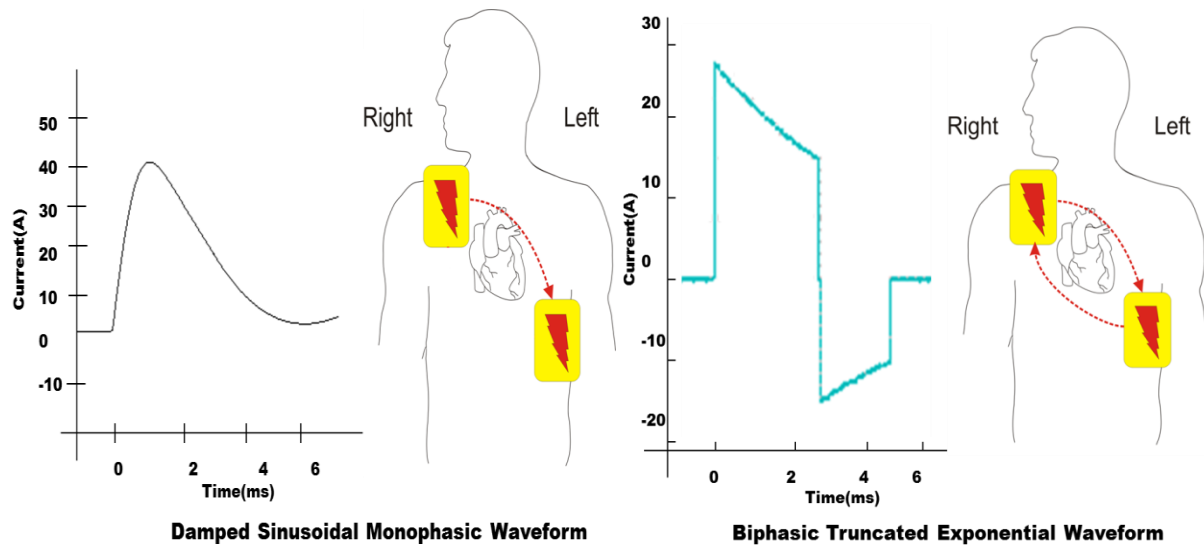 50
40
30
20
10
0
-10
Current(A)
0 2 4 6
Time(ms)
Right Left
Damped Sinusoidal Monophasic Waveform
30
20
10
0
-10
-20
Current(A)
0 2 4 6
Time(ms)
Right Left
Biphasic Truncated Exponential Waveform